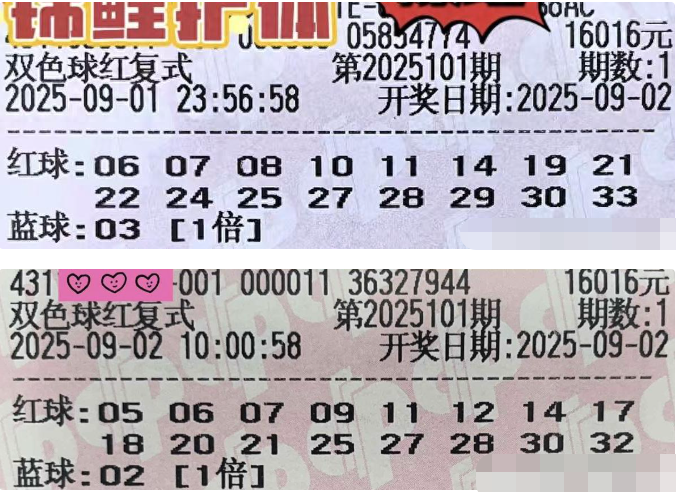 锦鲤护体
05834774 16016元
双色球红复式 第2025101期 期数:1
2025-09-01 23:56:58 开奖日期:2025-09-02
红球:06 07 08 10 11 14 19 21
22 24 25 27 28 29 30 33
蓝球:03 [1倍]
431 -001 000011 36327944 16016元
双色球红复式 第2025101期 期数:1
2025-09-02 10:00:58 开奖日期:2025-09-02
红球:05 06 07 09 11 12 14 17
18 20 21 25 27 28 30 32
蓝球:02 [1倍]